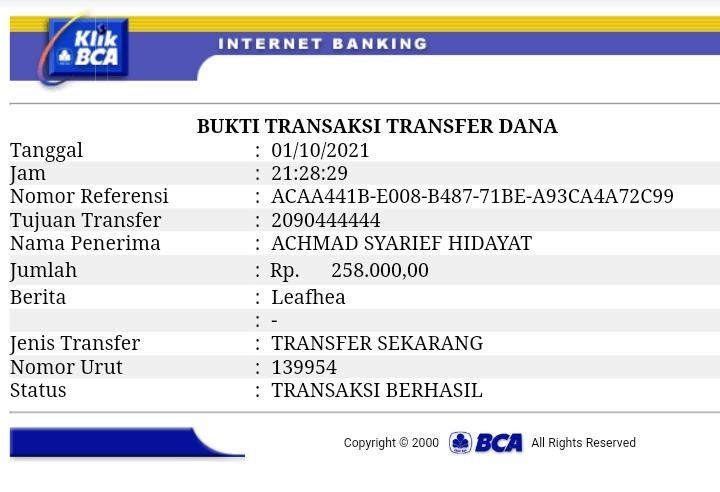 Klik
BCA
INTERNET BANKING
BUKTI TRANSAKSI TRANSFER DANA
Tanggal : 01/10/2021
Jam : 21:28:29
Nomor Referensi : ACAA441B-E008-B487-71BE-A93CA4A72C99
Tujuan Transfer : 2090444444
Nama Penerima : ACHMAD SYARIEF HIDAYAT
Jumlah : Rp. 258.000,00
Berita : Leafhea
: -
Jenis Transfer : TRANSFER SEKARANG
Nomor Urut : 139954
Status : TRANSAKSI BERHASIL
Copyright © 2000 BCA All Rights Reserved